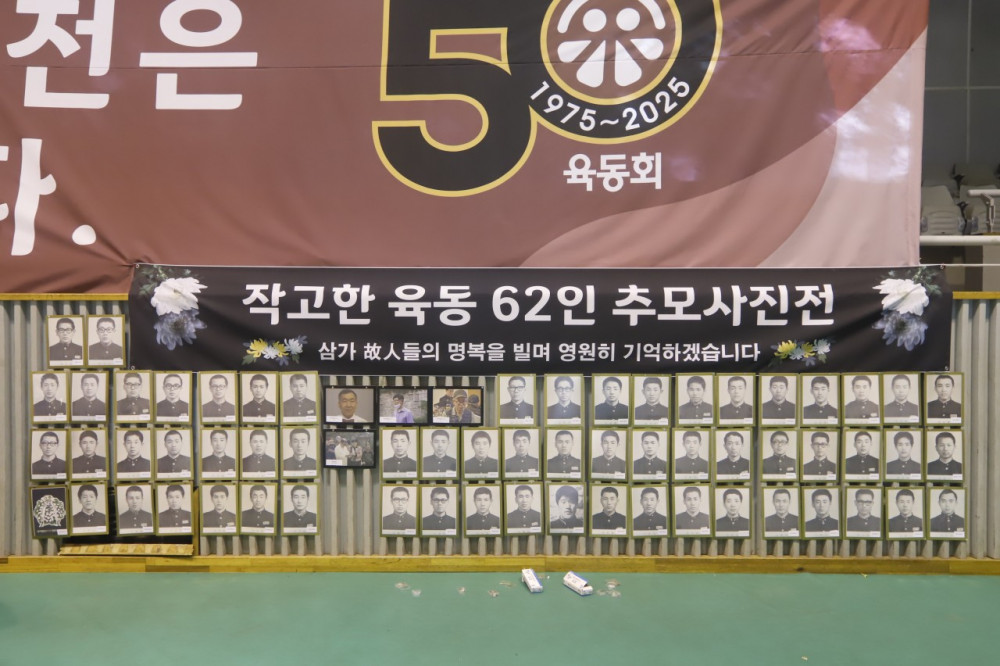 전은
다.
50
1975~2025
육동회
작고한 육동 62인 추모사진전
삼가 故人들의 명복을 빌며 영원히 기억하겠습니다